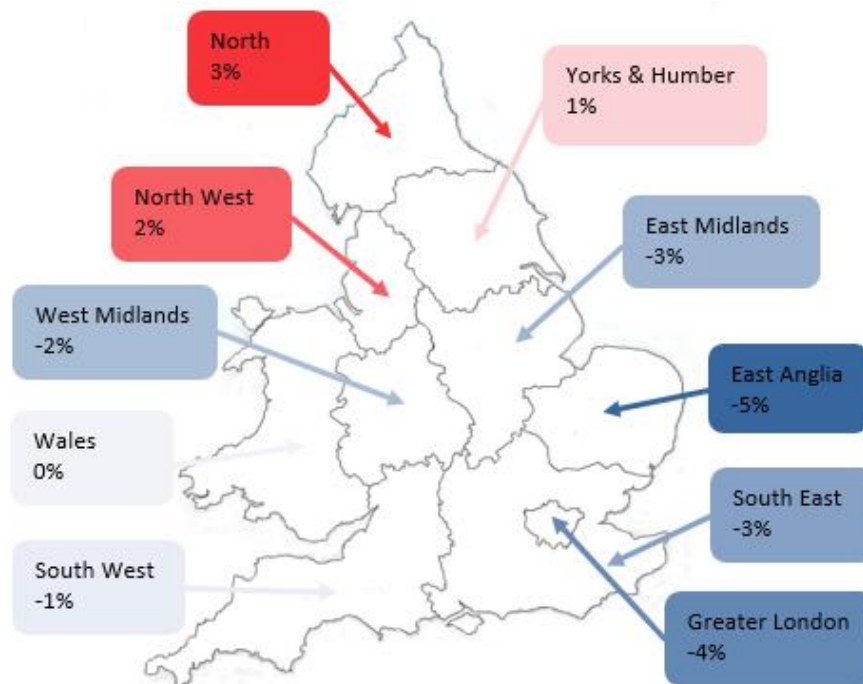 North
3%
Yorks & Humber
1%
North West
2%
East Midlands
-3%
West Midlands
-2%
East Anglia
-5%
Wales
0%
South East
-3%
South West
-1%
Greater London
-4%